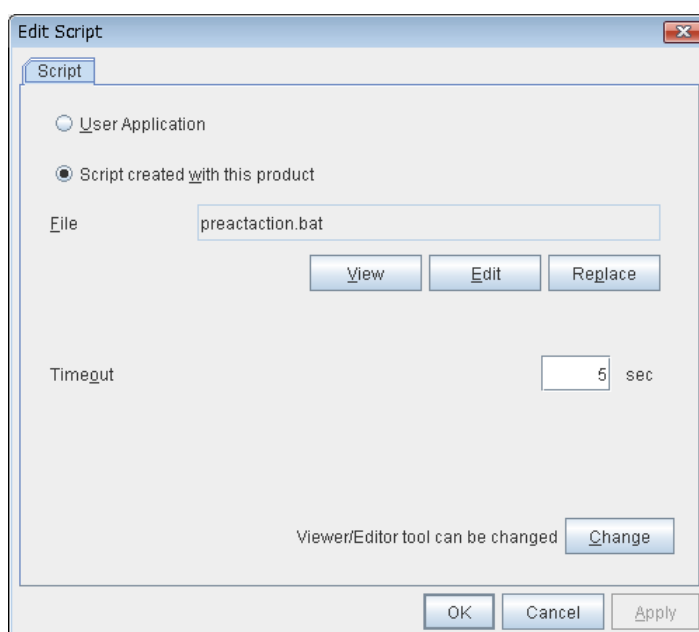 Edit Script
Script
User Application
Script created with this product
File preactaction.bat
View Edit Replace
Timeout 5 sec
Viewer/Editor tool can be changed Change
OK Cancel Apply